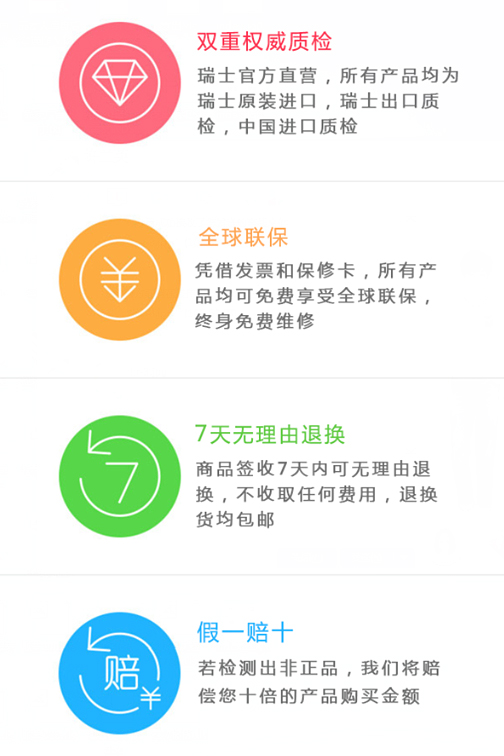 双重权威质检
瑞士官方直营，所有产品均为
瑞士原装进口，瑞士出口质
检，中国进口质检
全球联保
凭借发票和保修卡，所有产
品均可免费享受全球联保，
终身免费维修
7
7天无理由退换
商品签收7天内可无理由退
换，不收取任何费用，退换
货均包邮
赔
¥
假一赔十
若检测出非正品，我们将赔
偿您十倍的产品购买金额